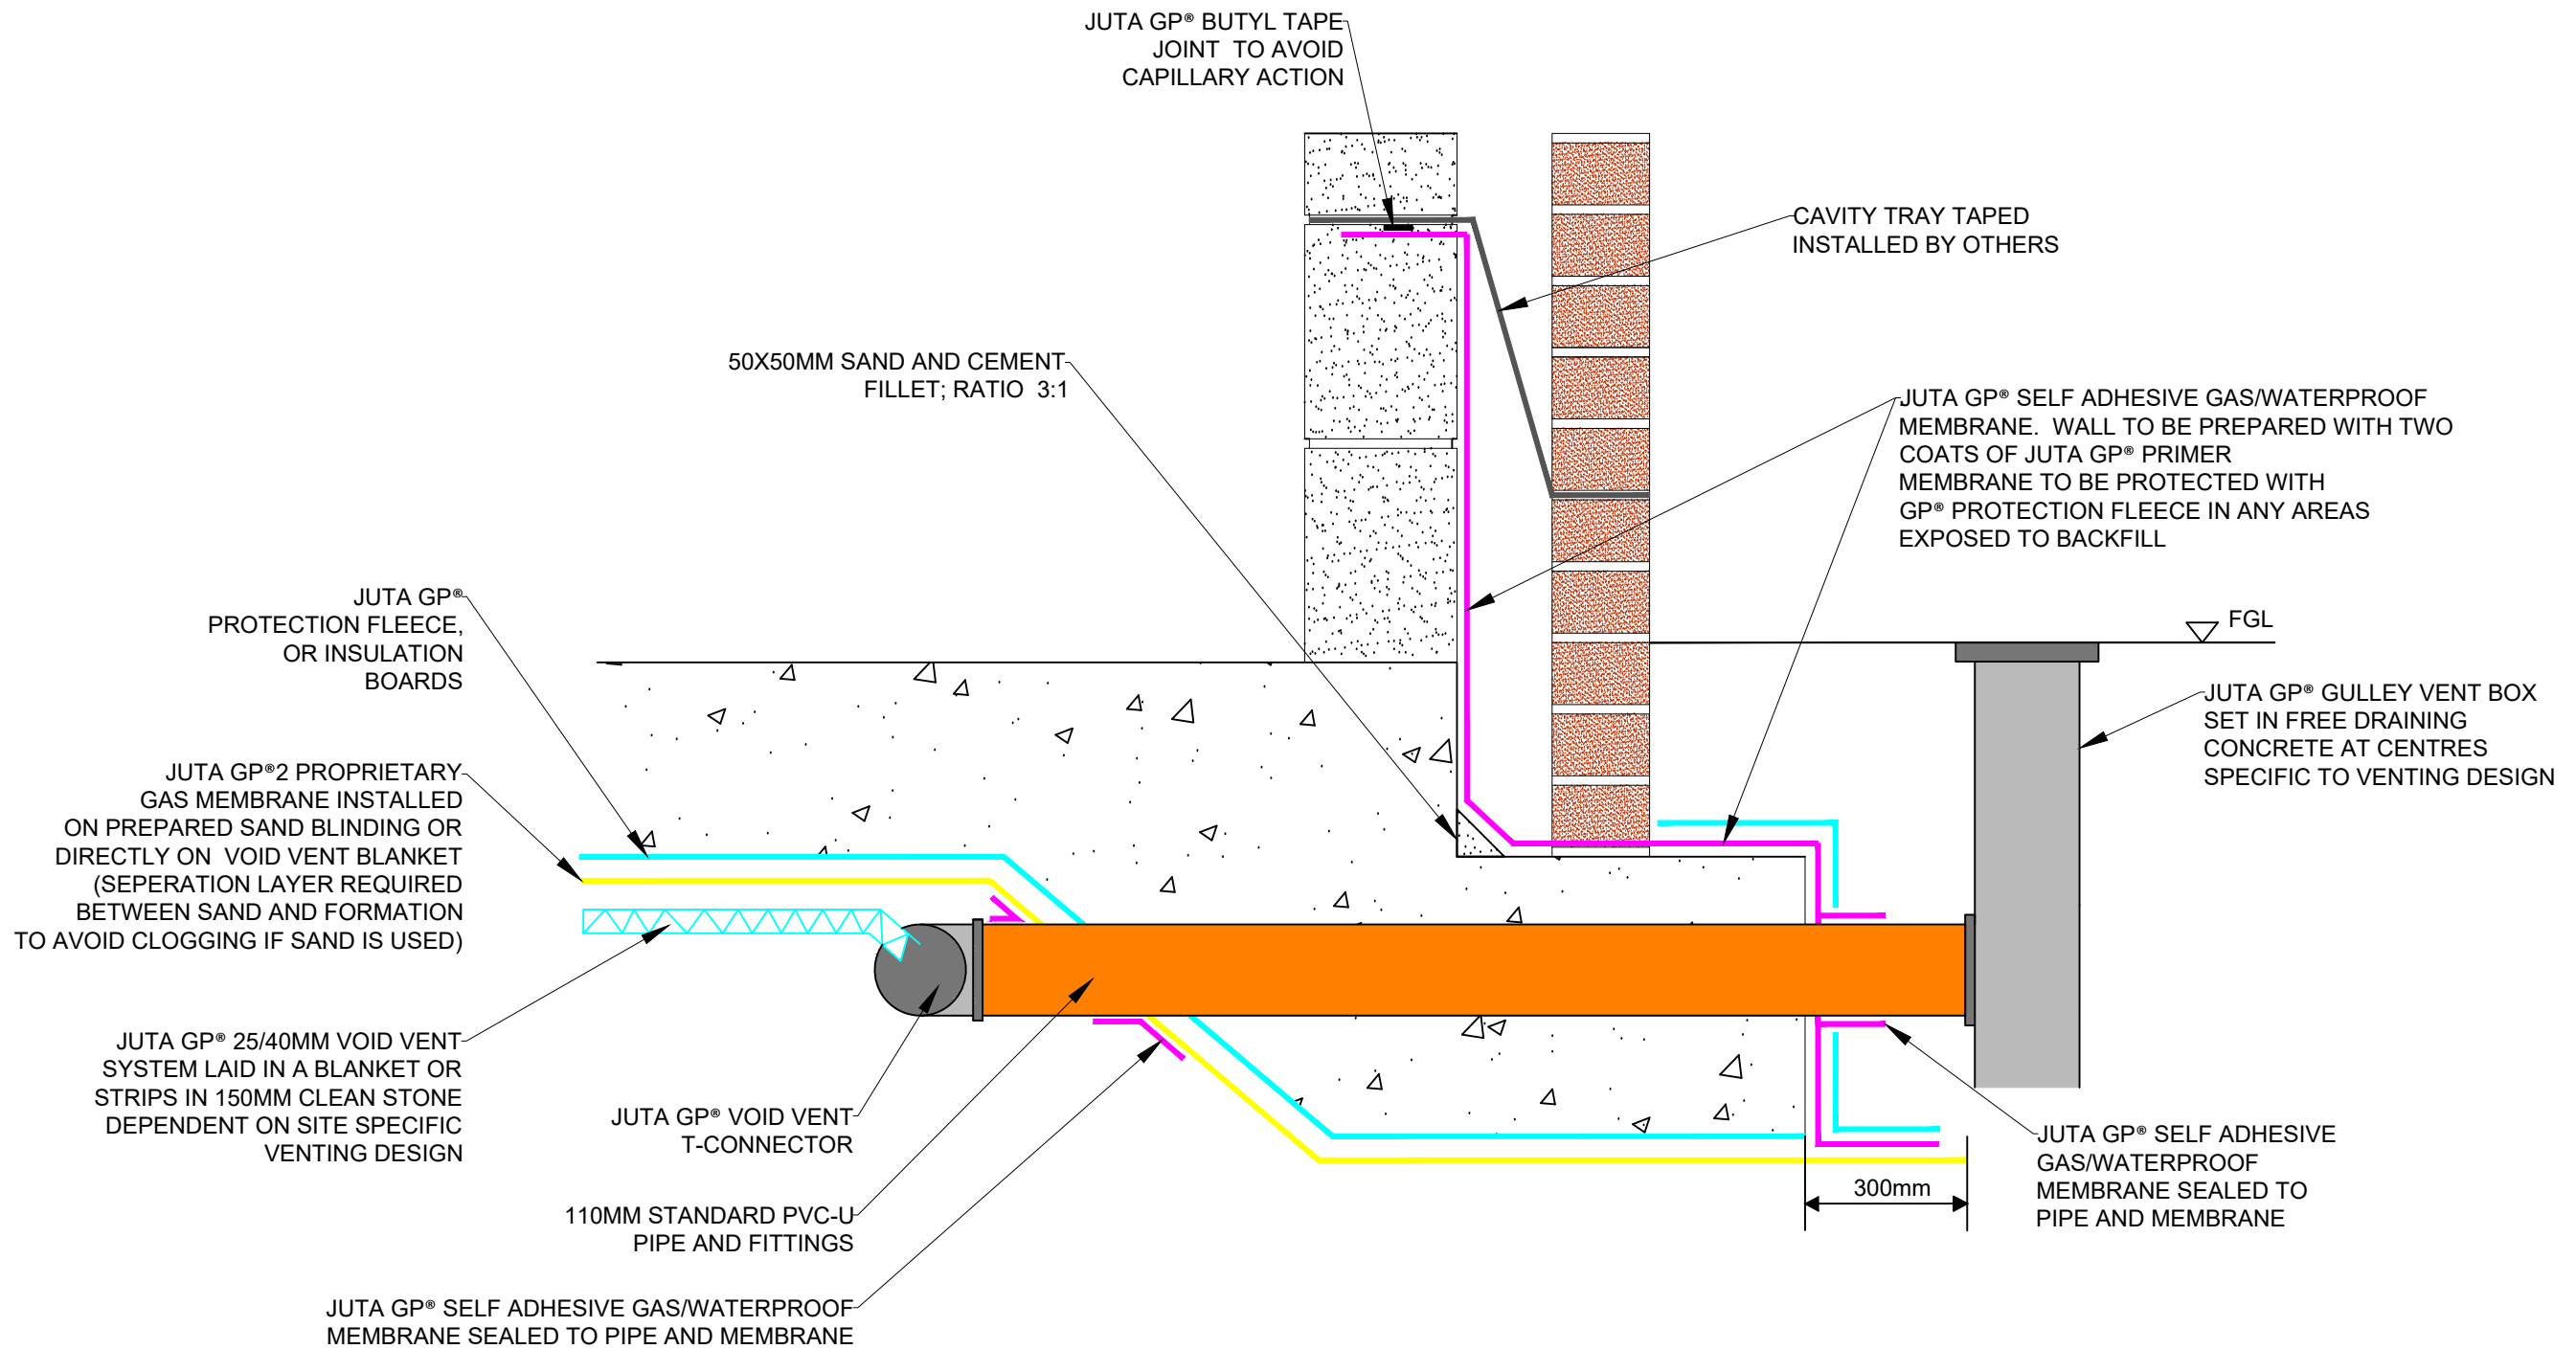 JUTA GP® BUTYL TAPE
JOINT TO AVOID
CAPILLARY ACTION
CAVITY TRAY TAPED
INSTALLED BY OTHERS
50X50MM SAND AND CEMENT
FILLET; RATIO 3:1
JUTA GP® SELF ADHESIVE GAS/WATERPROOF
MEMBRANE. WALL TO BE PREPARED WITH TWO
COATS OF JUTA GP® PRIMER
MEMBRANE TO BE PROTECTED WITH
GP® PROTECTION FLEECE IN ANY AREAS
EXPOSED TO BACKFILL
JUTA GP®
PROTECTION FLEECE,
OR INSULATION
BOARDS
FGL
JUTA GP® GULLEY VENT BOX
SET IN FREE DRAINING
CONCRETE AT CENTRES
SPECIFIC TO VENTING DESIGN
JUTA GP®2 PROPRIETARY
GAS MEMBRANE INSTALLED
ON PREPARED SAND BLINDING OR
DIRECTLY ON VOID VENT BLANKET
(SEPERATION LAYER REQUIRED
BETWEEN SAND AND FORMATION
TO AVOID CLOGGING IF SAND IS USED)
JUTA GP® 25/40MM VOID VENT
SYSTEM LAID IN A BLANKET OR
STRIPS IN 150MM CLEAN STONE
DEPENDENT ON SITE SPECIFIC
VENTING DESIGN
JUTA GP® VOID VENT
T-CONNECTOR
JUTA GP® SELF ADHESIVE
GAS/WATERPROOF
MEMBRANE SEALED TO
PIPE AND MEMBRANE
300mm
110MM STANDARD PVC-U
PIPE AND FITTINGS
JUTA GP® SELF ADHESIVE GAS/WATERPROOF
MEMBRANE SEALED TO PIPE AND MEMBRANE